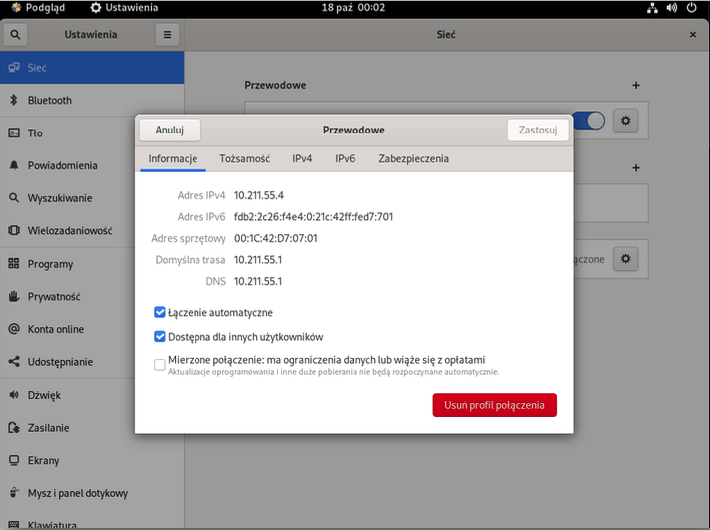 Podgląd
Ustawienia
18 paź 00:02
Ustawienia
Sieć
Sieć
Bluetooth
Tło
Powiadomienia
Wyszukiwanie
Wielozadaniowość
Programy
Prywatność
Konta online
Udostępnianie
Dźwięk
Zasilanie
Ekrany
Mysz i panel dotykowy
Klawiatura
Przewodowe
+
+
ączone
Anuluj
Przewodowe
Zastosuj
Informacje
Tożsamość
IPv4
IPv6
Zabezpieczenia
Adres IPv4 10.211.55.4
Adres IPv6 fdb2:2c26:f4e4:0:21c:42ff:fed7:701
Adres sprzętowy 00:1C:42:D7:07:01
Domyślna trasa 10.211.55.1
DNS 10.211.55.1
Łączenie automatyczne
Dostępna dla innych użytkowników
Mierzone połączenie: ma ograniczenia danych lub wiąże się z opłatami
Aktualizacje oprogramowania i inne duże pobierania nie będą rozpoczynane automatycznie.
Usuń profil połączenia